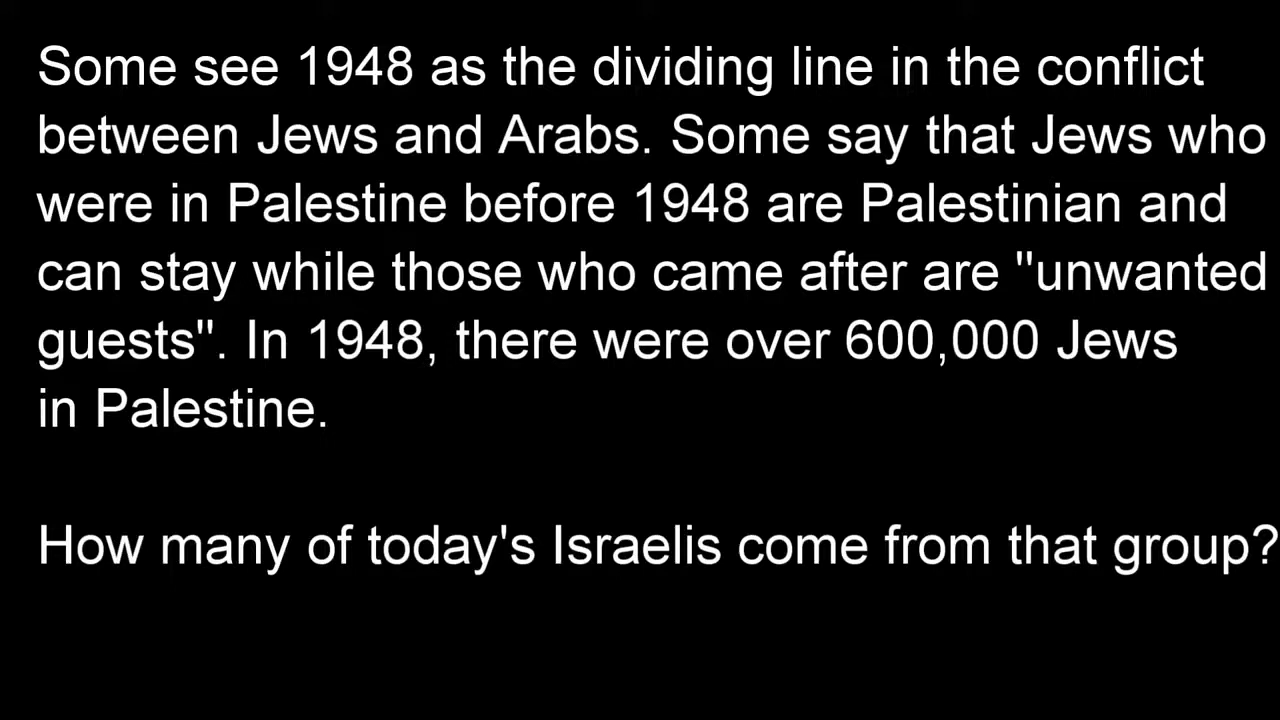 Some see 1948 as the dividing line in the conflict
between Jews and Arabs. Some say that Jews who
were in Palestine before 1948 are Palestinian and
can stay while those who came after are "unwanted
guests". In 1948, there were over 600,000 Jews
in Palestine.
How many of today's Israelis come from that group?